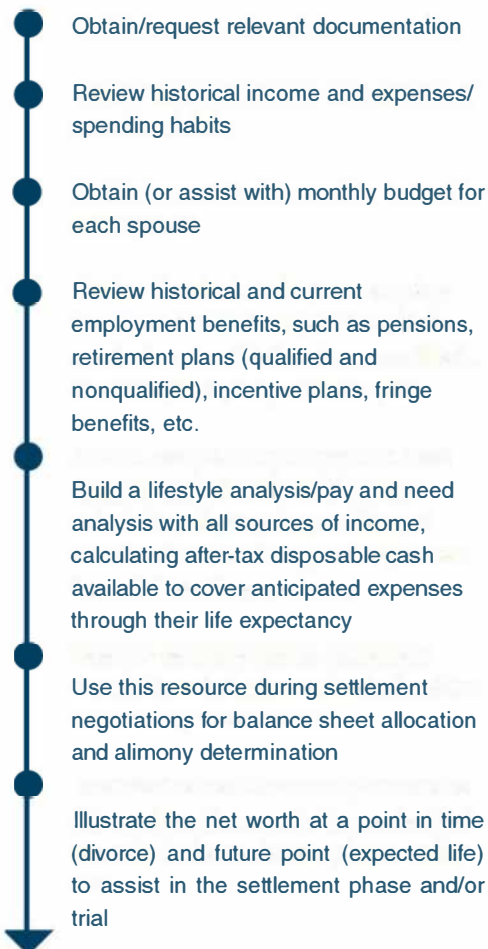 Obtain/request relevant documentation
Review historical income and expenses/
spending habits
Obtain (or assist with) monthly budget for
each spouse
Review historical and current
employment benefits, such as pensions,
retirement plans (qualified and
nonqualified), incentive plans, fringe
benefits, etc.
Build a lifestyle analysis/pay and need
analysis with all sources of income,
calculating after-tax disposable cash
available to cover anticipated expenses
through their life expectancy
Use this resource during settlement
negotiations for balance sheet allocation
and alimony determination
Illustrate the net worth at a point in time
(divorce) and future point (expected life)
to assist in the settlement phase and/or
trial